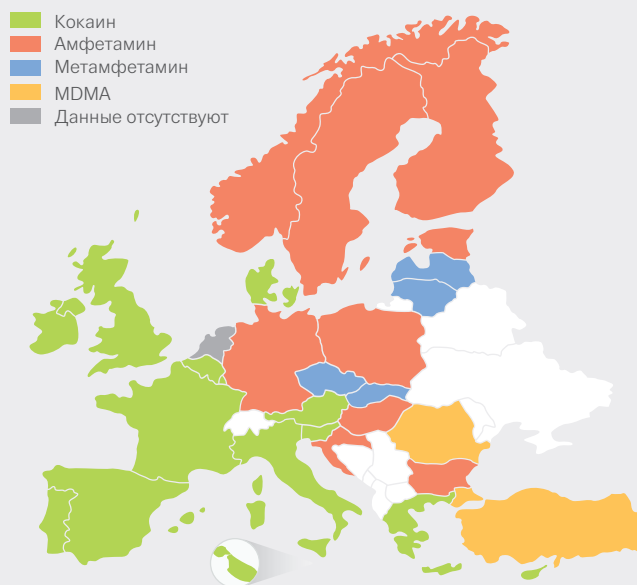 Кокаин
Амфетамин
Метамфетамин
MDMA
Данные отсутствуют